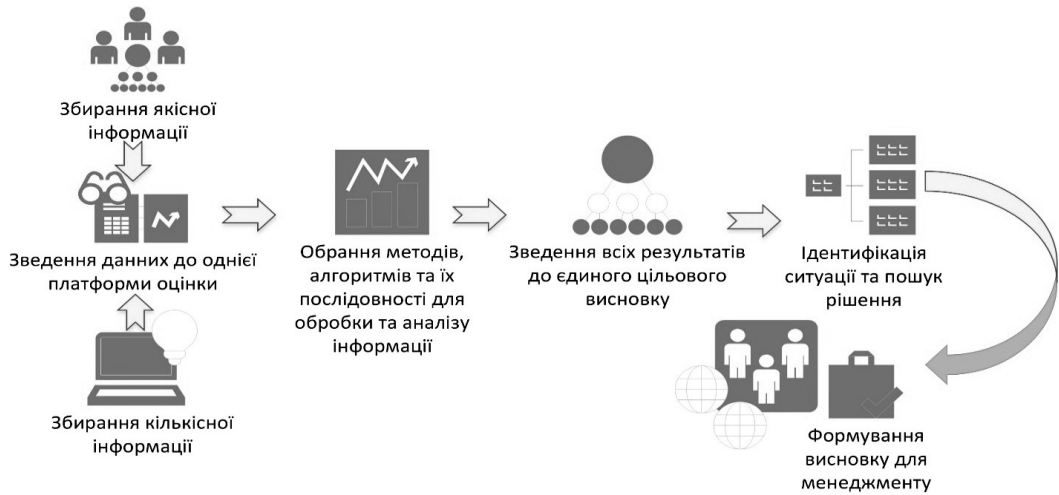 Збирання якісної
інформації
Зведення данних до однієї
платформи оцінки
Збирання кількісної
інформації
Обрання методів,
алгоритмів та їх
послідовності для
обробки та аналізу
інформації
Зведення всіх результатів
до єдиного цільового
висновку
Ідентифікація
ситуації та пошук
рішення
Формування
висновку для
менеджменту